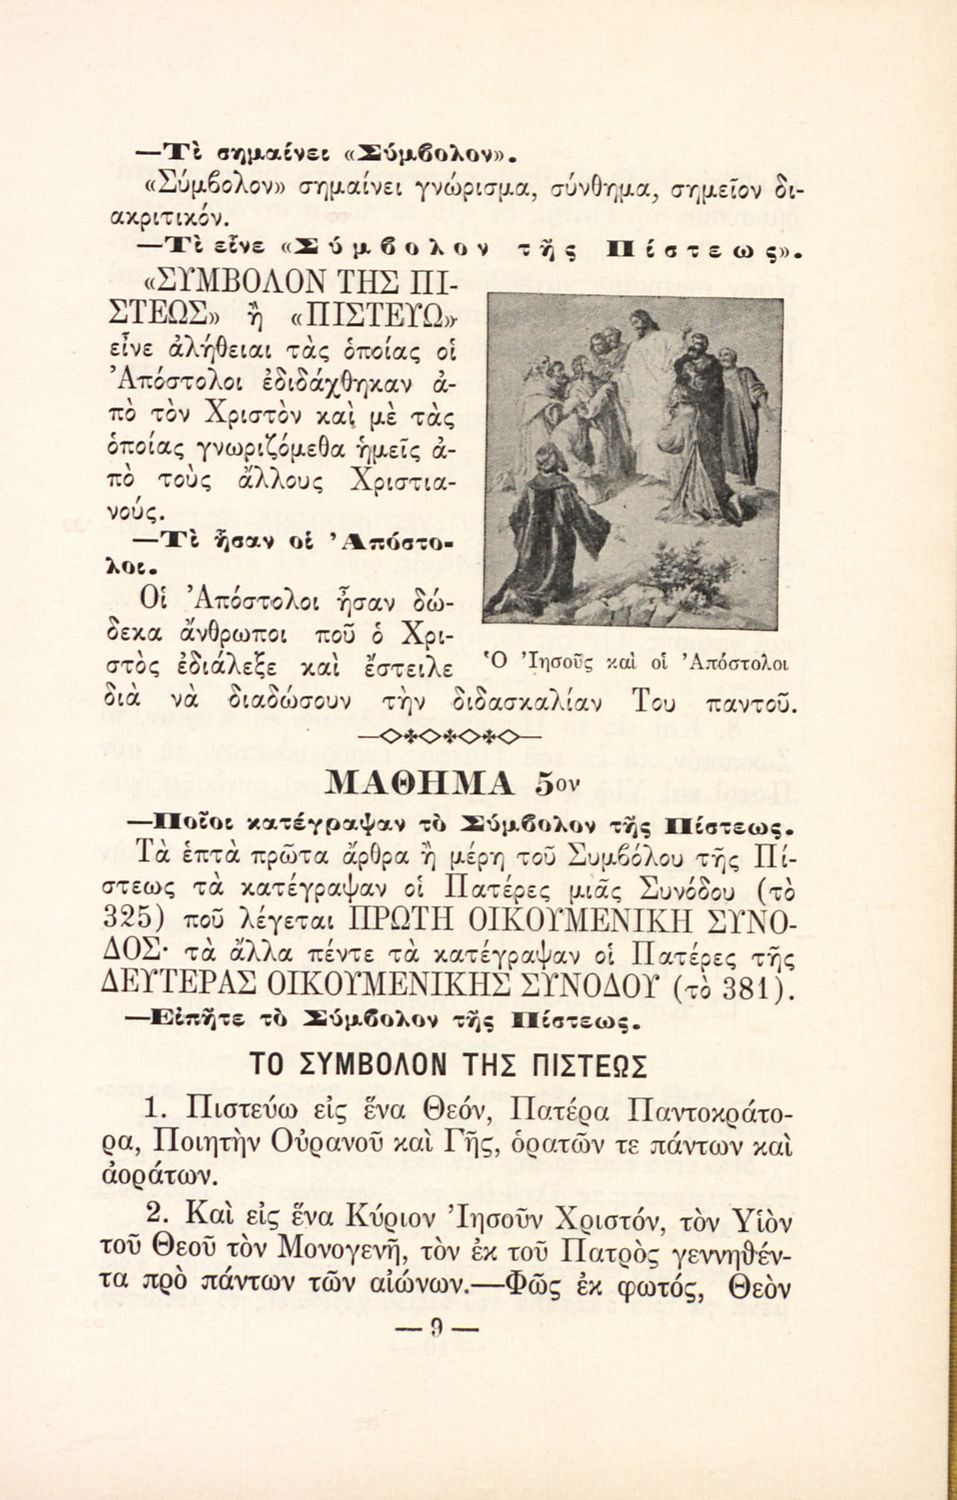 —Τὶ σημαίνει «Σύμβολον».
«Σύμβολον» σημαίνει γνώρισμα, σύνθημα, σημεῖον δι-
ακριτικόν.
—Τὶ εἶνε «Σύμβολον τῆς Πίστεως».
«ΣΥΜΒΟΛΟΝ ΤΗΣ ΠΙ-
ΣΤΕΩΣ» ἢ «ΠΙΣΤΕΥΩ»
εἶνε ἀλήθειαι τὰς ὁποίας οἱ
Ἀπόστολοι ἐδιδάχθηκαν ἀ-
πὸ τὸν Χριστὸν καὶ μὲ τὰς
ὁποίας γνωριζόμεθα ἡμεῖς ἀ-
πὸ τοὺς ἄλλους Χριστια-
νούς.
—Τὶ ἦσαν οἱ Ἀπόστο-
λοι.
Οἱ Ἀπόστολοι ἦσαν δώ-
δεκα ἄνθρωποι ποῦ ὁ Χρι-
στὸς ἐδιάλεξε καὶ ἔστειλε
διὰ νὰ διαδώσουν τὴν διδασκαλίαν Του παντοῦ.
Ὁ Ἰησοῦς καὶ οἱ Ἀπόστολοι
ΜΑΘΗΜΑ 5ον
—Ποῖοι κατέγραψαν τὸ Σύμβολον τῆς Πίστεως.
Τὰ ἑπτὰ πρῶτα ἄρθρα ἢ μέρη τοῦ Συμβόλου τῆς Πί-
στεως τὰ κατέγραψαν οἱ Πατέρες μιᾶς Συνόδου (τὸ
325) ποῦ λέγεται ΠΡΩΤΗ ΟΙΚΟΥΜΕΝΙΚΗ ΣΥΝΟ-
ΔΟΣ· τὰ ἄλλα πέντε τὰ κατέγραψαν οἱ Πατέρες τῆς
ΔΕΥΤΕΡΑΣ ΟΙΚΟΥΜΕΝΙΚΗΣ ΣΥΝΟΔΟΥ (τὸ 381).
—Εἰπῆτε τὸ Σύμβολον τῆς Πίστεως.
ΤΟ ΣΥΜΒΟΛΟΝ ΤΗΣ ΠΙΣΤΕΩΣ
1. Πιστεύω εἰς ἕνα Θεόν, Πατέρα Παντοκράτο-
ρα, Ποιητὴν Οὐρανοῦ καὶ Γῆς, ὁρατῶν τε πάντων καὶ
ἀοράτων.
2. Καὶ εἰς ἕνα Κύριον Ἰησοῦν Χριστόν, τὸν Υἱὸν
τοῦ Θεοῦ τὸν Μονογενῆ, τὸν ἐκ τοῦ Πατρὸς γεννηθέν-
τα πρὸ πάντων τῶν αἰώνων.—Φῶς ἐκ φωτός, Θεὸν
— 9 —